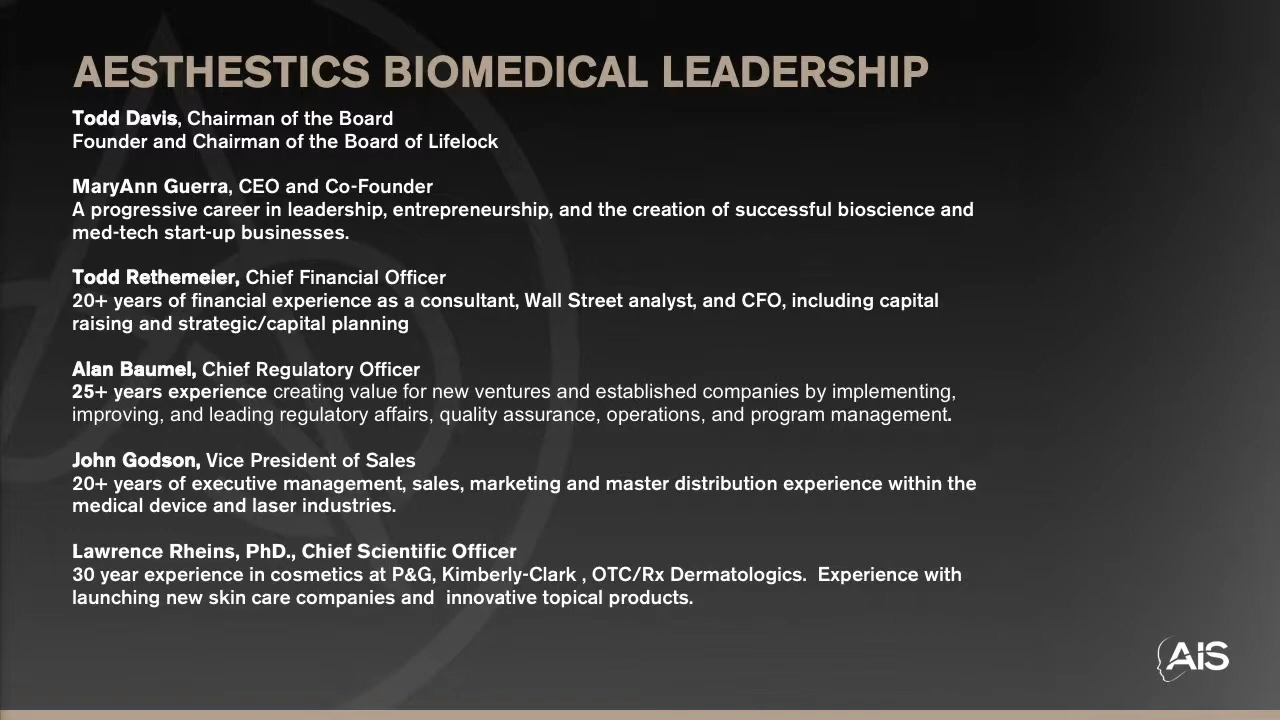 AESTHESTICS BIOMEDICAL LEADERSHIP
Todd Davis, Chairman of the Board
Founder and Chairman of the Board of Lifelock
MaryAnn Guerra, CEO and Co-Founder
A progressive career in leadership, entrepreneurship, and the creation of successful bioscience and
med-tech start-up businesses.
Todd Rethemeier, Chief Financial Officer
20+ years of financial experience as a consultant, Wall Street analyst, and CFO, including capital
raising and strategic/capital planning
Alan Baumel, Chief Regulatory Officer
25+ years experience creating value for new ventures and established companies by implementing,
improving, and leading regulatory affairs, quality assurance, operations, and program management.
John Godson, Vice President of Sales
20+ years of executive management, sales, marketing and master distribution experience within the
medical device and laser industries.
Lawrence Rheins, PhD., Chief Scientific Officer
30 year experience in cosmetics at P&G, Kimberly-Clark , OTC/Rx Dermatologics.  Experience with
launching new skin care companies and  innovative topical products.
AIS